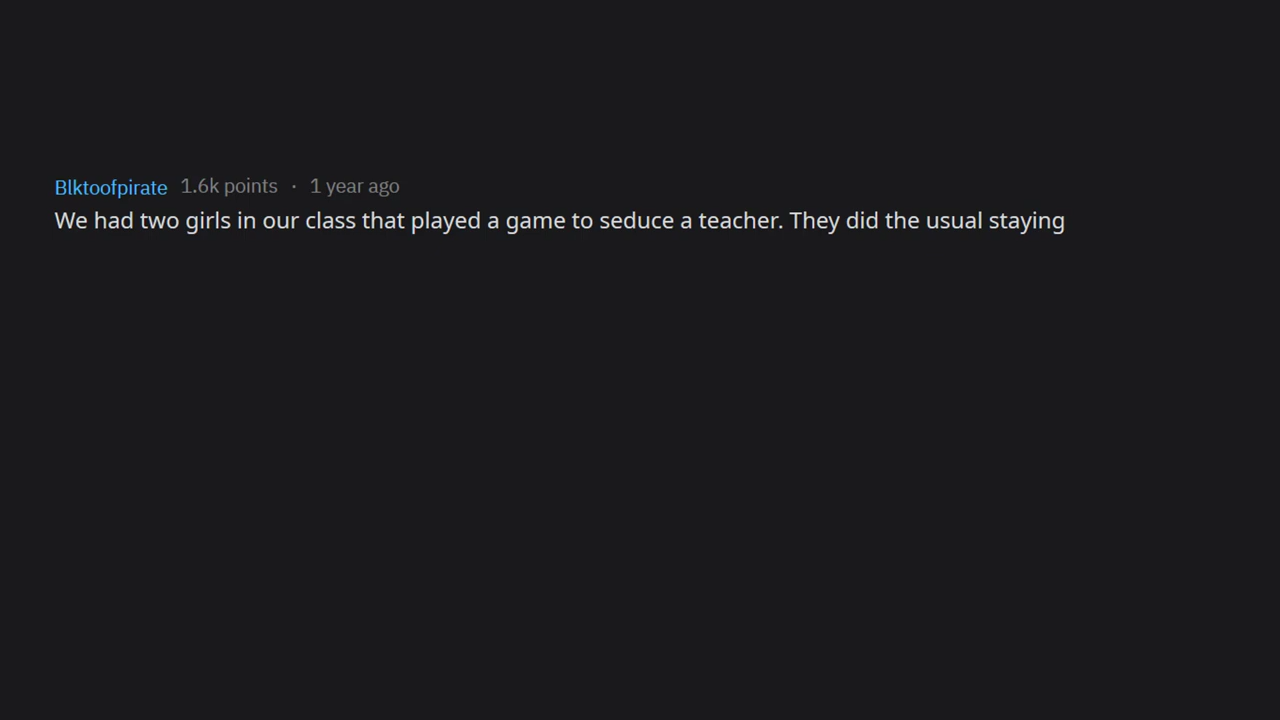 Blktoofpirate 1.6k points · 1 year ago
We had two girls in our class that played a game to seduce a teacher. They did the usual staying